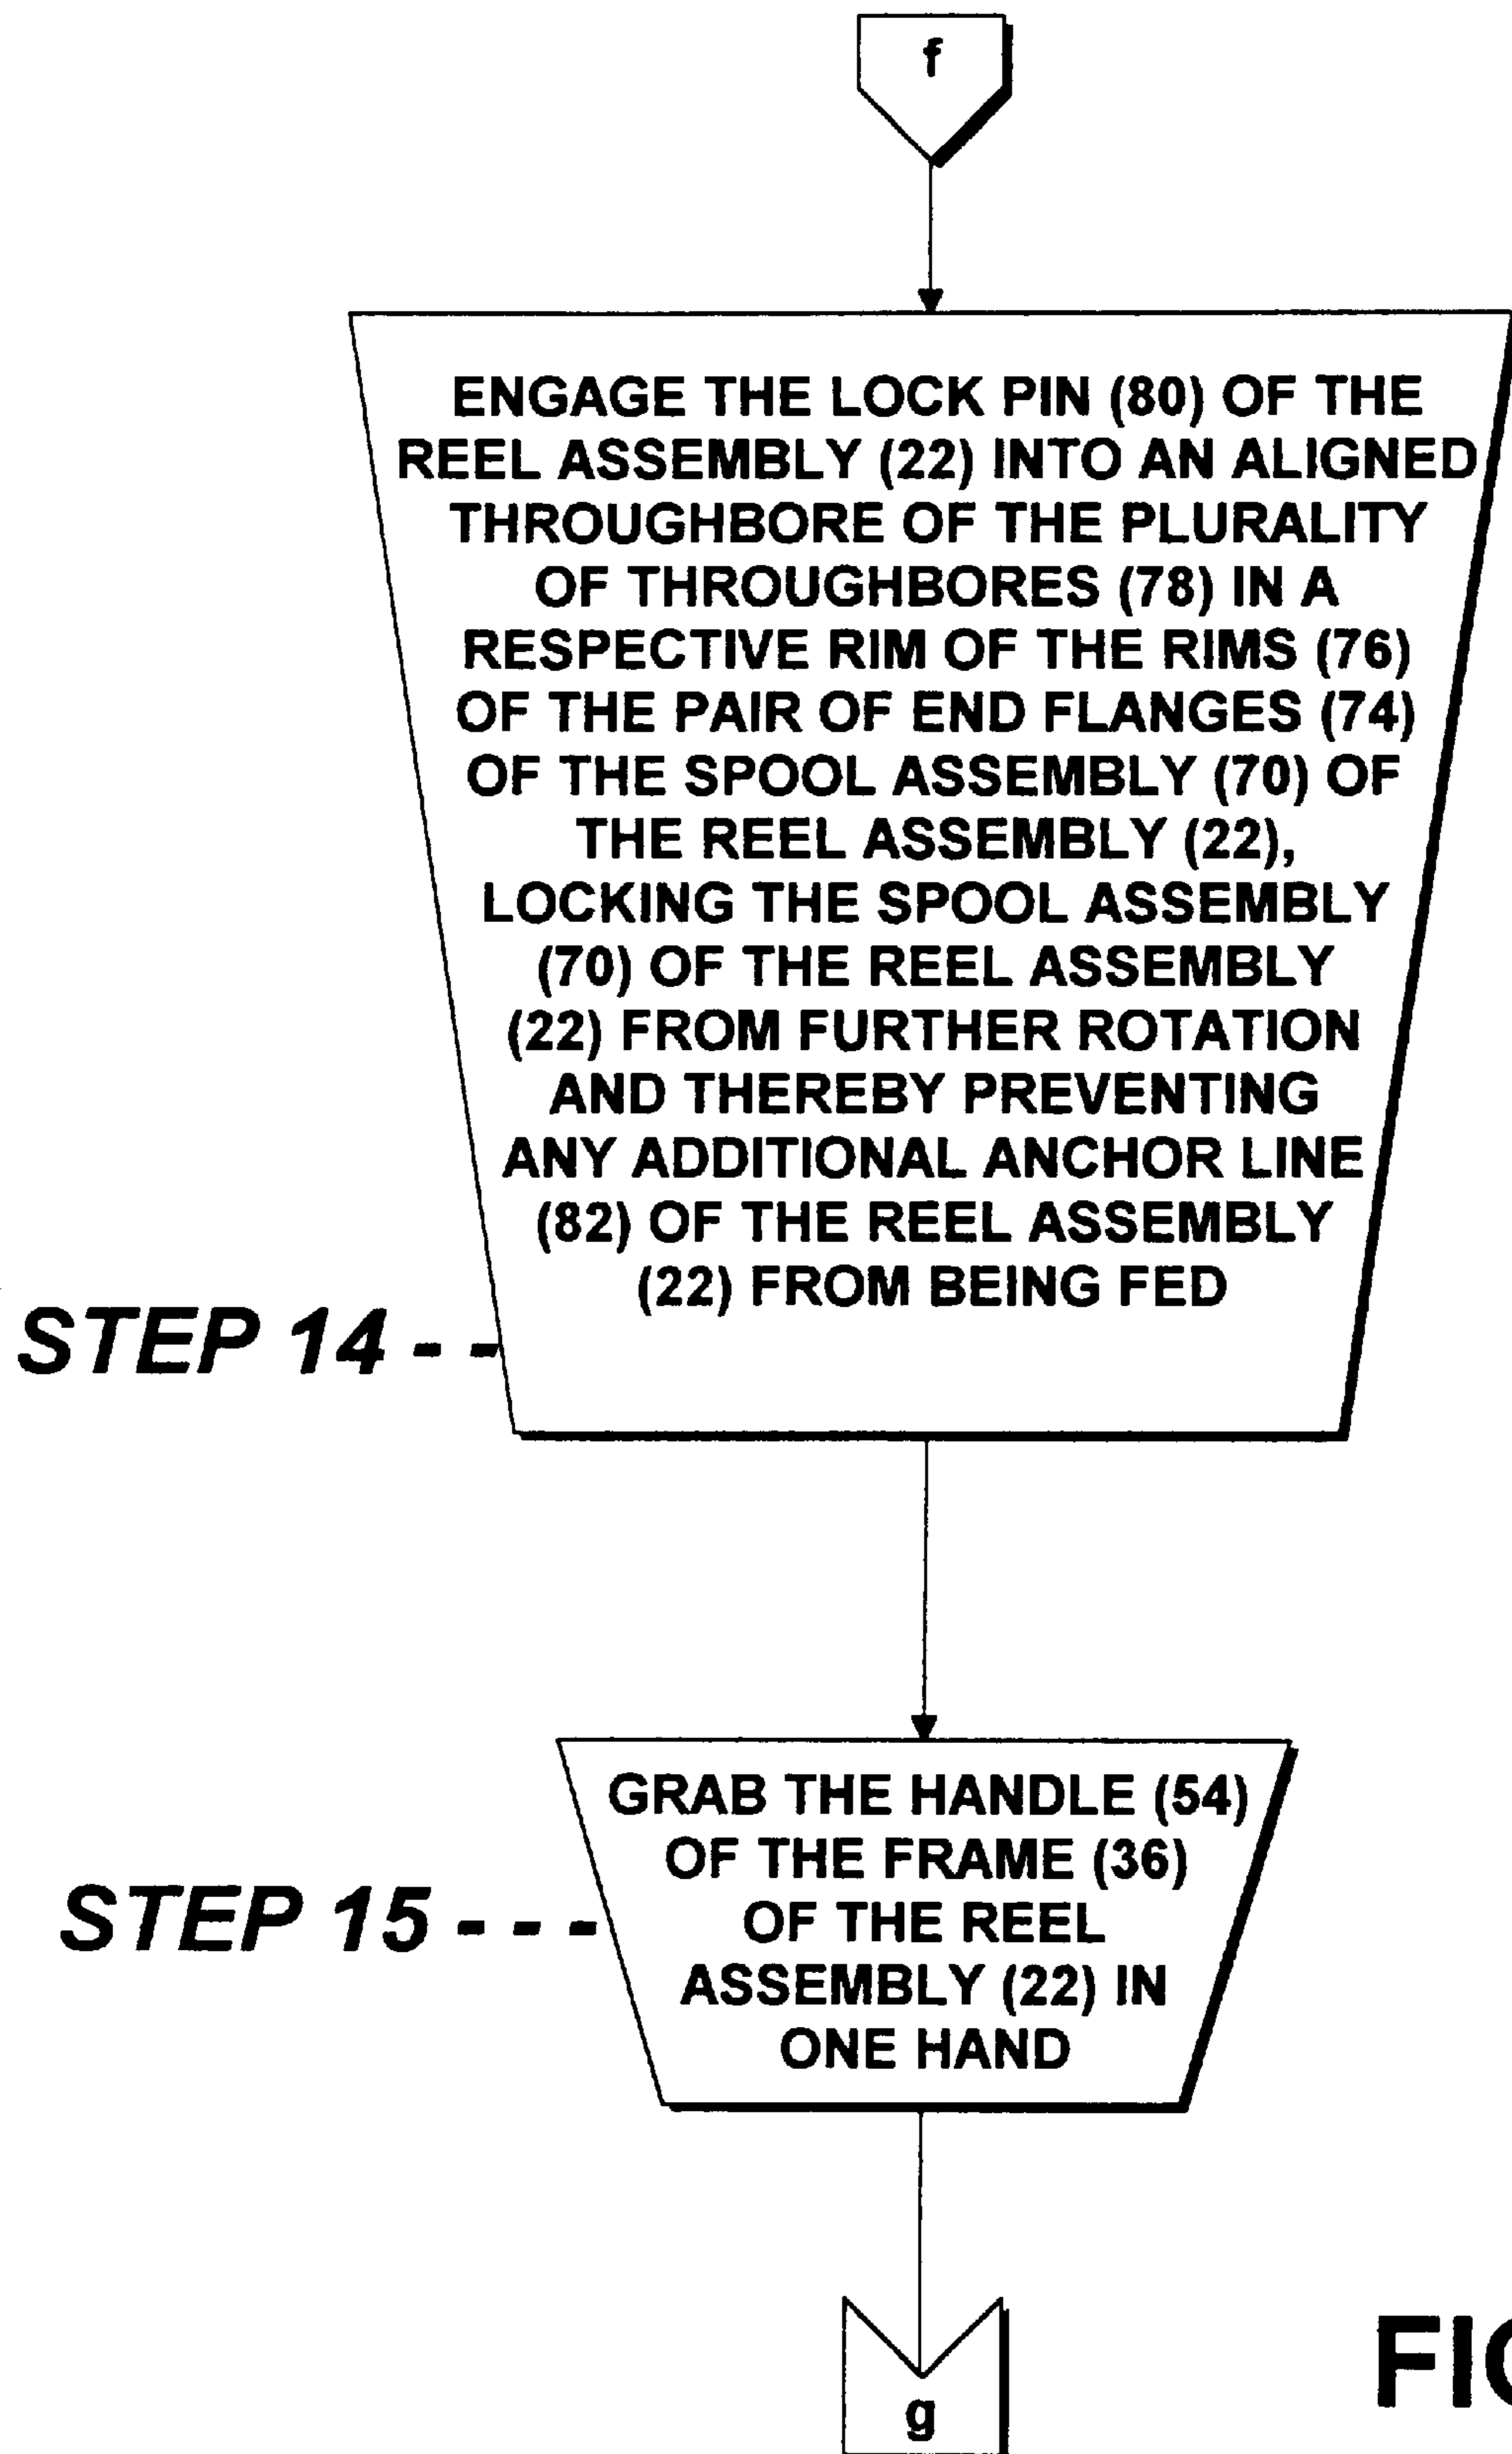 f
ENGAGE THE LOCK PIN (80) OF THE
REEL ASSEMBLY (22) INTO AN ALIGNED
THROUGHBORE OF THE PLURALITY
OF THROUGHBORES (78) IN A
RESPECTIVE RIM OF THE RIMS (76)
OF THE PAIR OF END FLANGES (74)
OF THE SPOOL ASSEMBLY (70) OF
THE REEL ASSEMBLY (22),
LOCKING THE SPOOL ASSEMBLY
(70) OF THE REEL ASSEMBLY
(22) FROM FURTHER ROTATION
AND THEREBY PREVENTING
ANY ADDITIONAL ANCHOR LINE
(82) OF THE REEL ASSEMBLY
(22) FROM BEING FED
STEP 14 - -
GRAB THE HANDLE (54)
OF THE FRAME (36)
OF THE REEL
ASSEMBLY (22) IN
ONE HAND
STEP 15 - - -
g